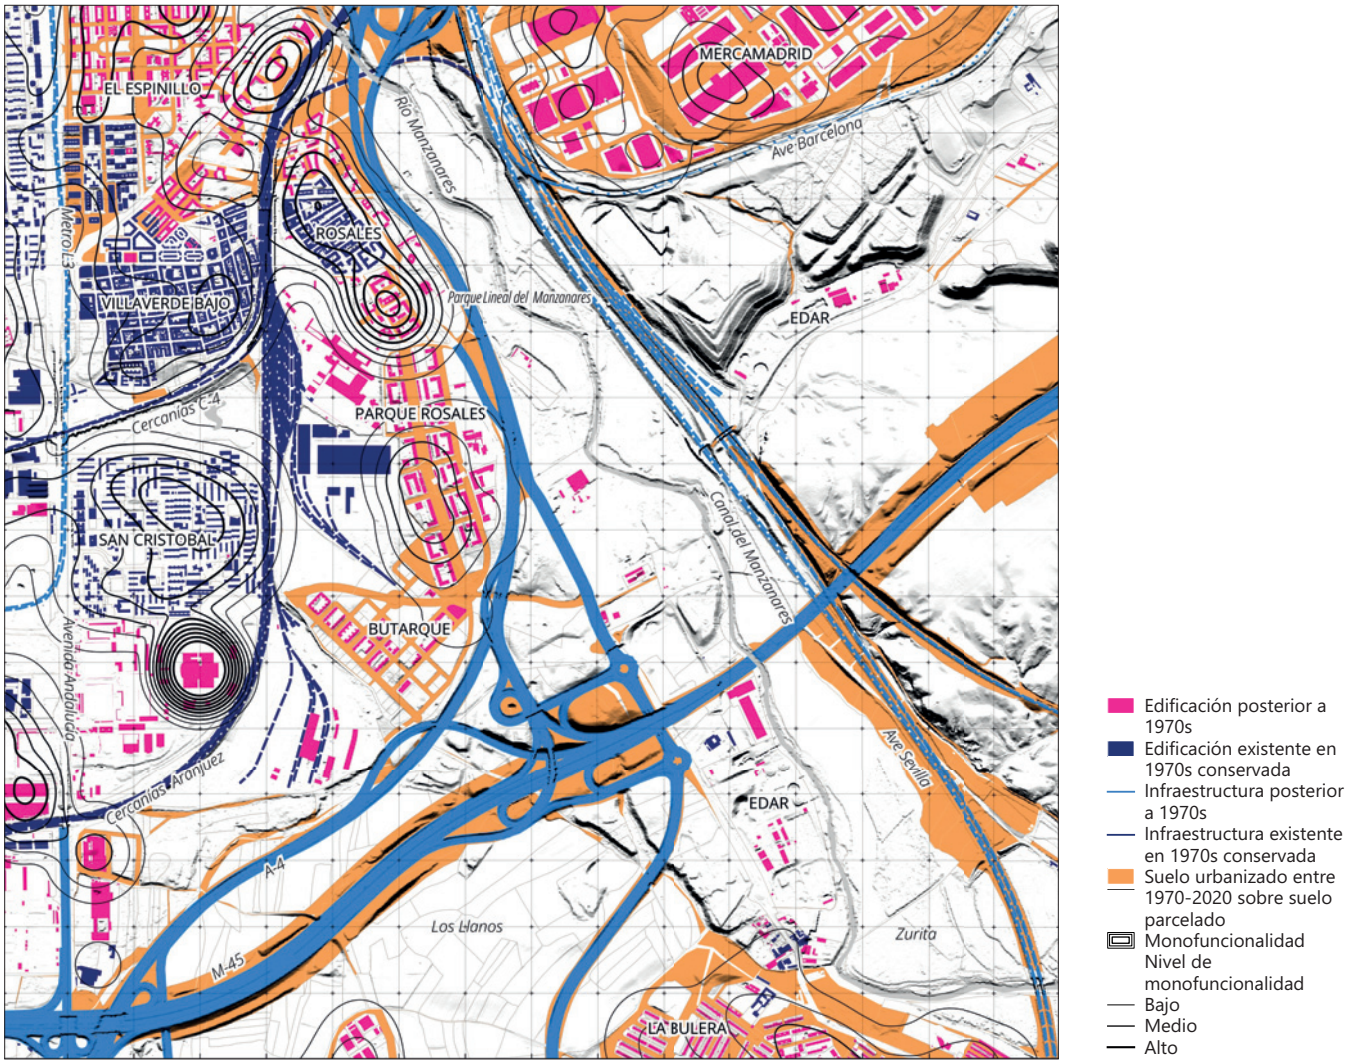 MERCAMADRID
EL ESPINILLO
Río Manzanares
Ave Barcelona
Metro L3
ROSALES
VILLAVERDE BAJO
Parque Lineal del Manzanares
EDAR
Cercanías C-4
PARQUE ROSALES
SAN CRISTOBAL
Canal del Manzanares
BUTARQUE
Avenida Andalucía
Ave Sevilla
Cercanías Aranjuez
EDAR
A-4
Los Llanos
Zurita
M-45
LA BULERA
Edificación posterior a
1970s
Edificación existente en
1970s conservada
Infraestructura posterior
a 1970s
Infraestructura existente
en 1970s conservada
Suelo urbanizado entre
1970-2020 sobre suelo
parcelado
Monofuncionalidad
Nivel de
monofuncionalidad
Bajo
Medio
Alto